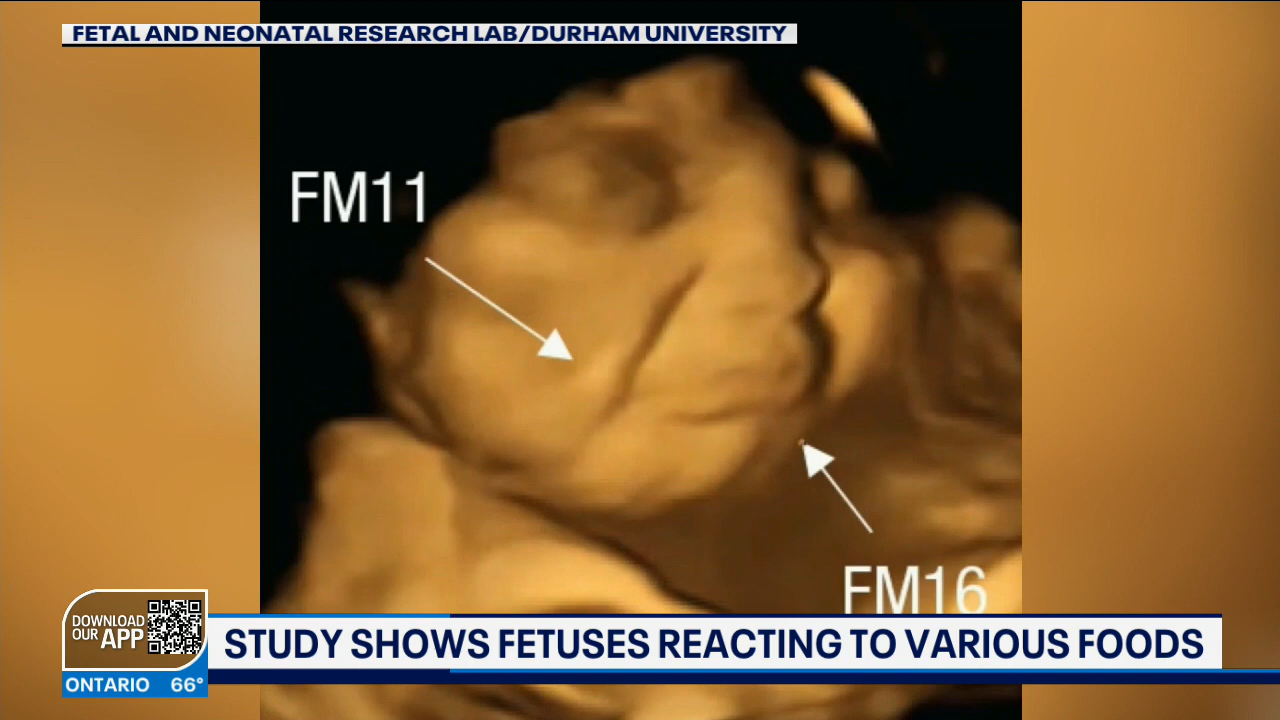 FETAL AND NEONATAL RESEARCH LAB/DURHAM UNIVERSITY
FM11
FM16
DOWNLOAD
OUR APP
STUDY SHOWS FETUSES REACTING TO VARIOUS FOODS
ONTARIO 66°